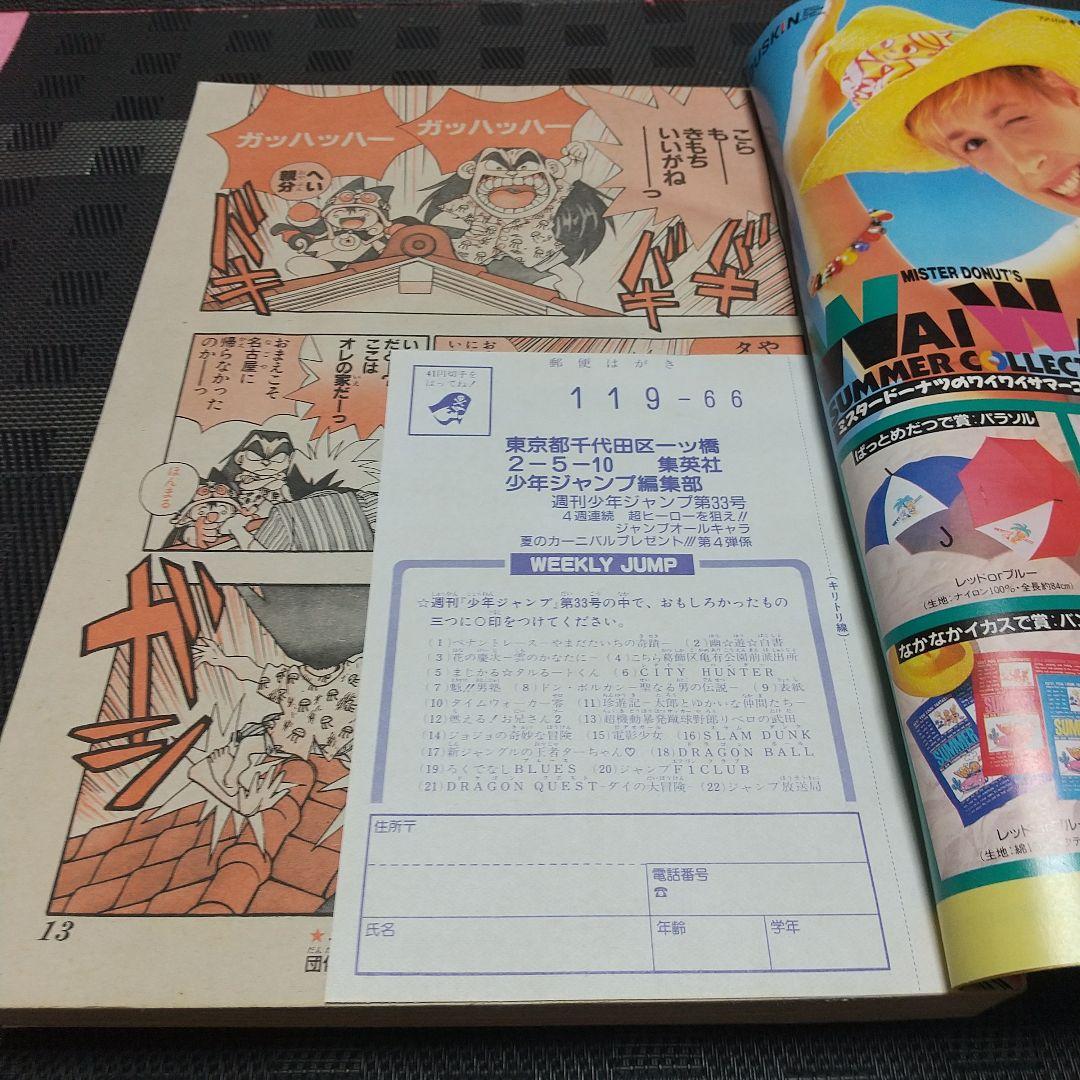 こら
もー
きもち
いいがね
ーっ
ガッハッハー
ガッハッハー
へい
親分
ギン
ギン
ギン
ここは
オレの家だーっ
おまえこそ
名古屋に
帰らなかった
のかーっ
ほんまる
ガシ
13
郵便はがき
41円切手を
はってね!
119-66
東京都千代田区一ツ橋
2-5-10 集英社
少年ジャンプ編集部
週刊少年ジャンプ第33号
4週連続 超ヒーローを狙え!!
ジャンプオールキャラ
夏のカーニバルプレゼント!!!第4弾係
WEEKLY JUMP
☆週刊『少年ジャンプ』第33号の中で、おもしろかったもの
三つに○印をつけてください。
(1)ペナントレース-やまだたいちの奇蹟- (2)幽☆遊☆白書
(3)花の慶次-雲のかなたに- (4)こちら葛飾区亀有公園前派出所
(5)まじかる☆タルるートくん (6)CITY HUNTER
(7)魁!!男塾 (8)ドン・ボルカン-聖なる男の伝説- (9)表紙
(10)タイムウォーカー零 (11)珍遊記-太郎とゆかいな仲間たち-
(12)燃える!お兄さん2 (13)超機動暴発蹴球野郎リベロの武田
(14)ジョジョの奇妙な冒険 (15)電影少女 (16)SLAM DUNK
(17)新ジャングルの王者ターちゃん♡ (18)DRAGON BALL
(19)ろくでなしBLUES (20)ジャンプF1CLUB
(21)DRAGON QUEST-ダイの大冒険- (22)ジャンプ放送局
住所〒
電話番号
☎
氏名
年齢
学年
(キリトリ線)
MISTER DONUT'S
SUMMER COLLECT
ミスタードーナツのワイワイサマーコ
ぱっとめだつで賞:パラソル
レッドorブルー
(生地:ナイロン100%・全長約84cm)
なかなかイカスで賞:バン
レッドorブルー